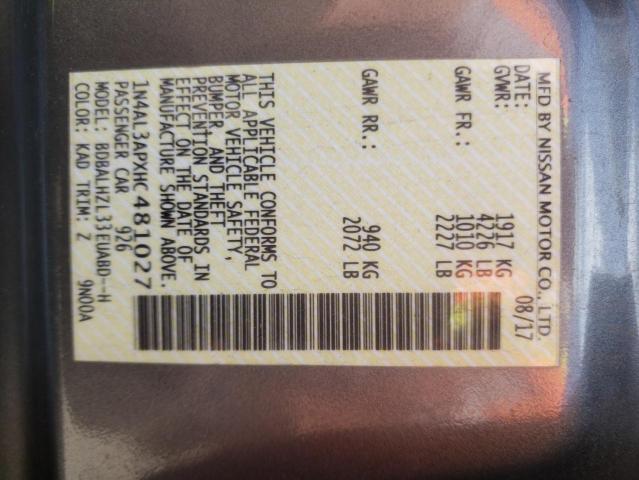 MFD BY NISSAN MOTOR CO., LTD.
DATE: 08/17
GVWR: 1917 KG
4226 LB
GAWR FR.: 1010 KG
2227 LB
GAWR RR.: 940 KG
2072 LB
THIS VEHICLE CONFORMS TO
ALL APPLICABLE FEDERAL
MOTOR VEHICLE SAFETY,
BUMPER, AND THEFT
PREVENTION STANDARDS IN
EFFECT ON THE DATE OF
MANUFACTURE SHOWN ABOVE.
1N4AL3APXHC481027
PASSENGER CAR 926
MODEL: BDBALHZL33EUABD--H
COLOR: KAD TRIM: Z 9N00A